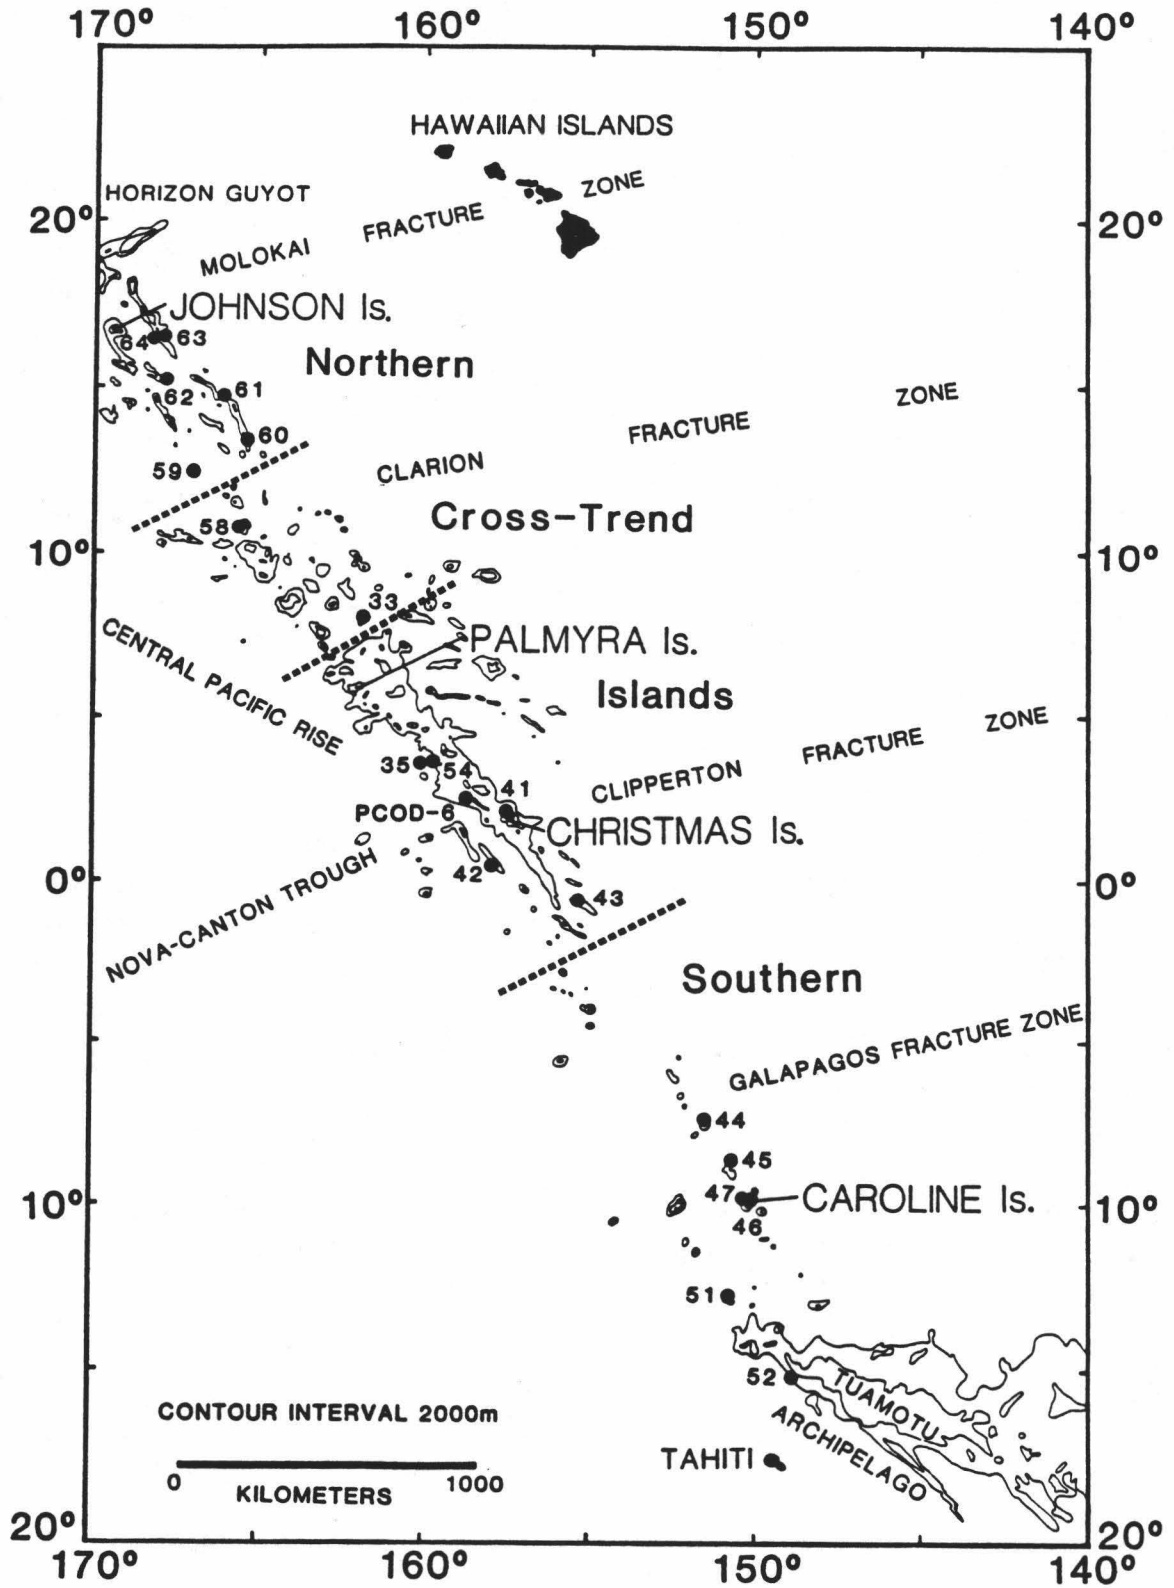 170° 160° 150° 140°
HAWAIIAN ISLANDS
HORIZON GUYOT
20° 20°
MOLOKAI FRACTURE ZONE
JOHNSON Is.
64 63
Northern
62 61
60
CLARION FRACTURE ZONE
59
Cross-Trend
58
10° 10°
33
PALMYRA Is.
CENTRAL PACIFIC RISE
Islands
CLIPPERTON FRACTURE ZONE
35 54
41
PCOD-6
CHRISTMAS Is.
42
0° 0°
43
NOVA-CANTON TROUGH
Southern
GALAPAGOS FRACTURE ZONE
44
45
47 CAROLINE Is.
10° 10°
46
51
52
TUAMOTU
ARCHIPELAGO
CONTOUR INTERVAL 2000m
TAHITI
0 1000
KILOMETERS
20° 20°
170° 160° 150° 140°